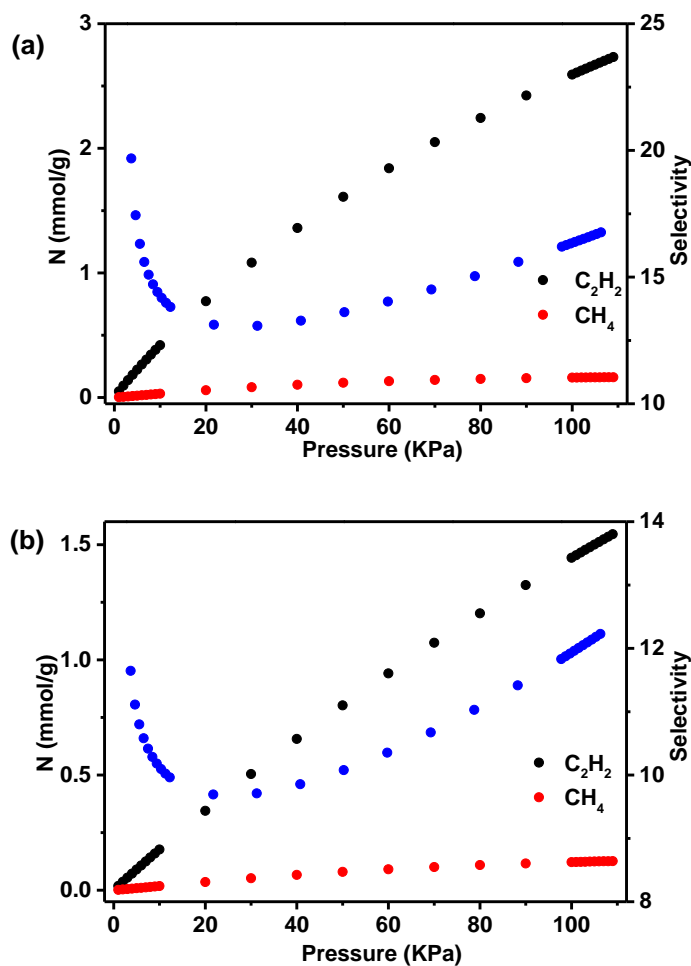 (a)
3
2
1
0
N (mmol/g)
25
20
15
10
Selectivity
C₂H₂
CH₄
0 20 40 60 80 100
Pressure (KPa)
(b)
1.5
1.0
0.5
0.0
N (mmol/g)
14
12
10
8
Selectivity
C₂H₂
CH₄
0 20 40 60 80 100
Pressure (KPa)